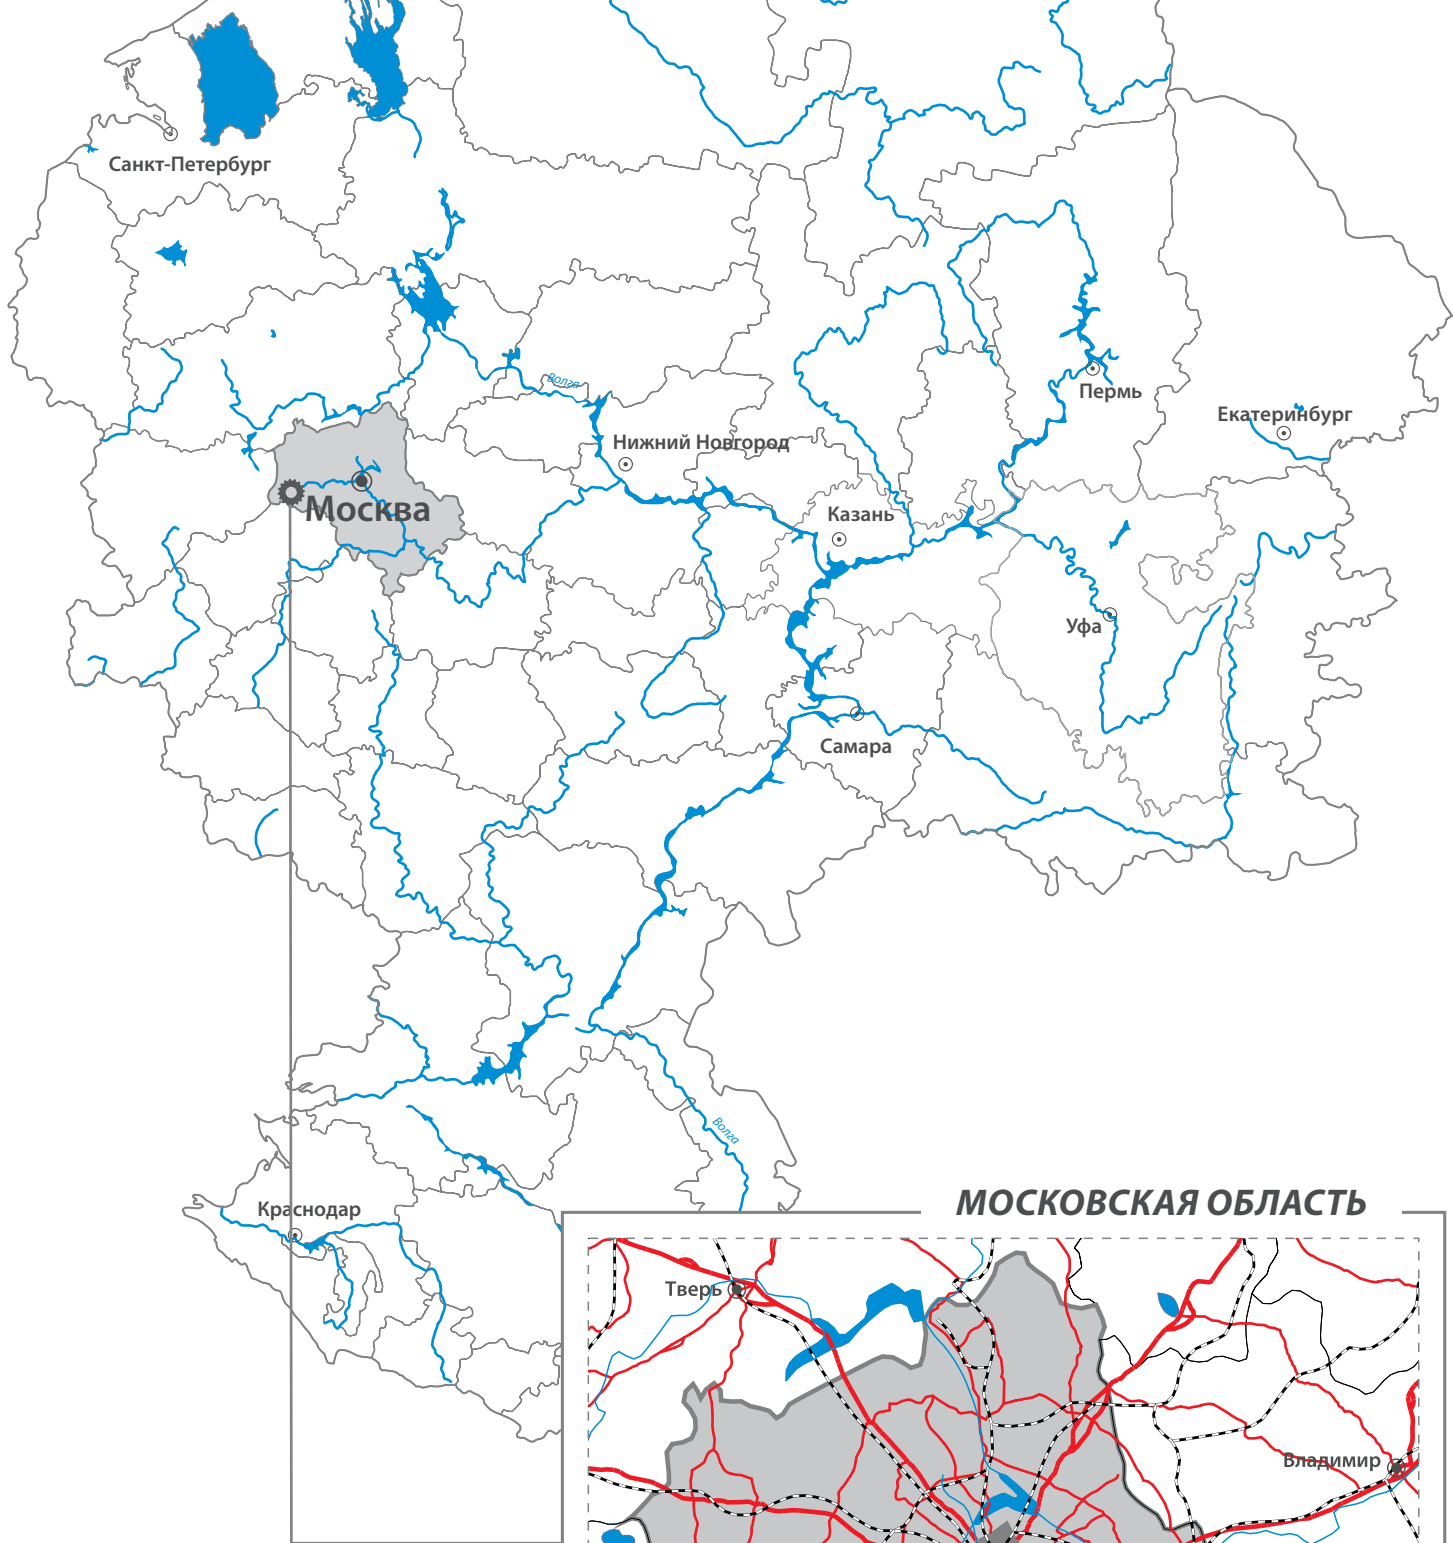 Санкт-Петербург
Волга
Пермь
Екатеринбург
Нижний Новгород
Москва
Казань
Уфа
Самара
Волга
МОСКОВСКАЯ ОБЛАСТЬ
Краснодар
Тверь
Владимир